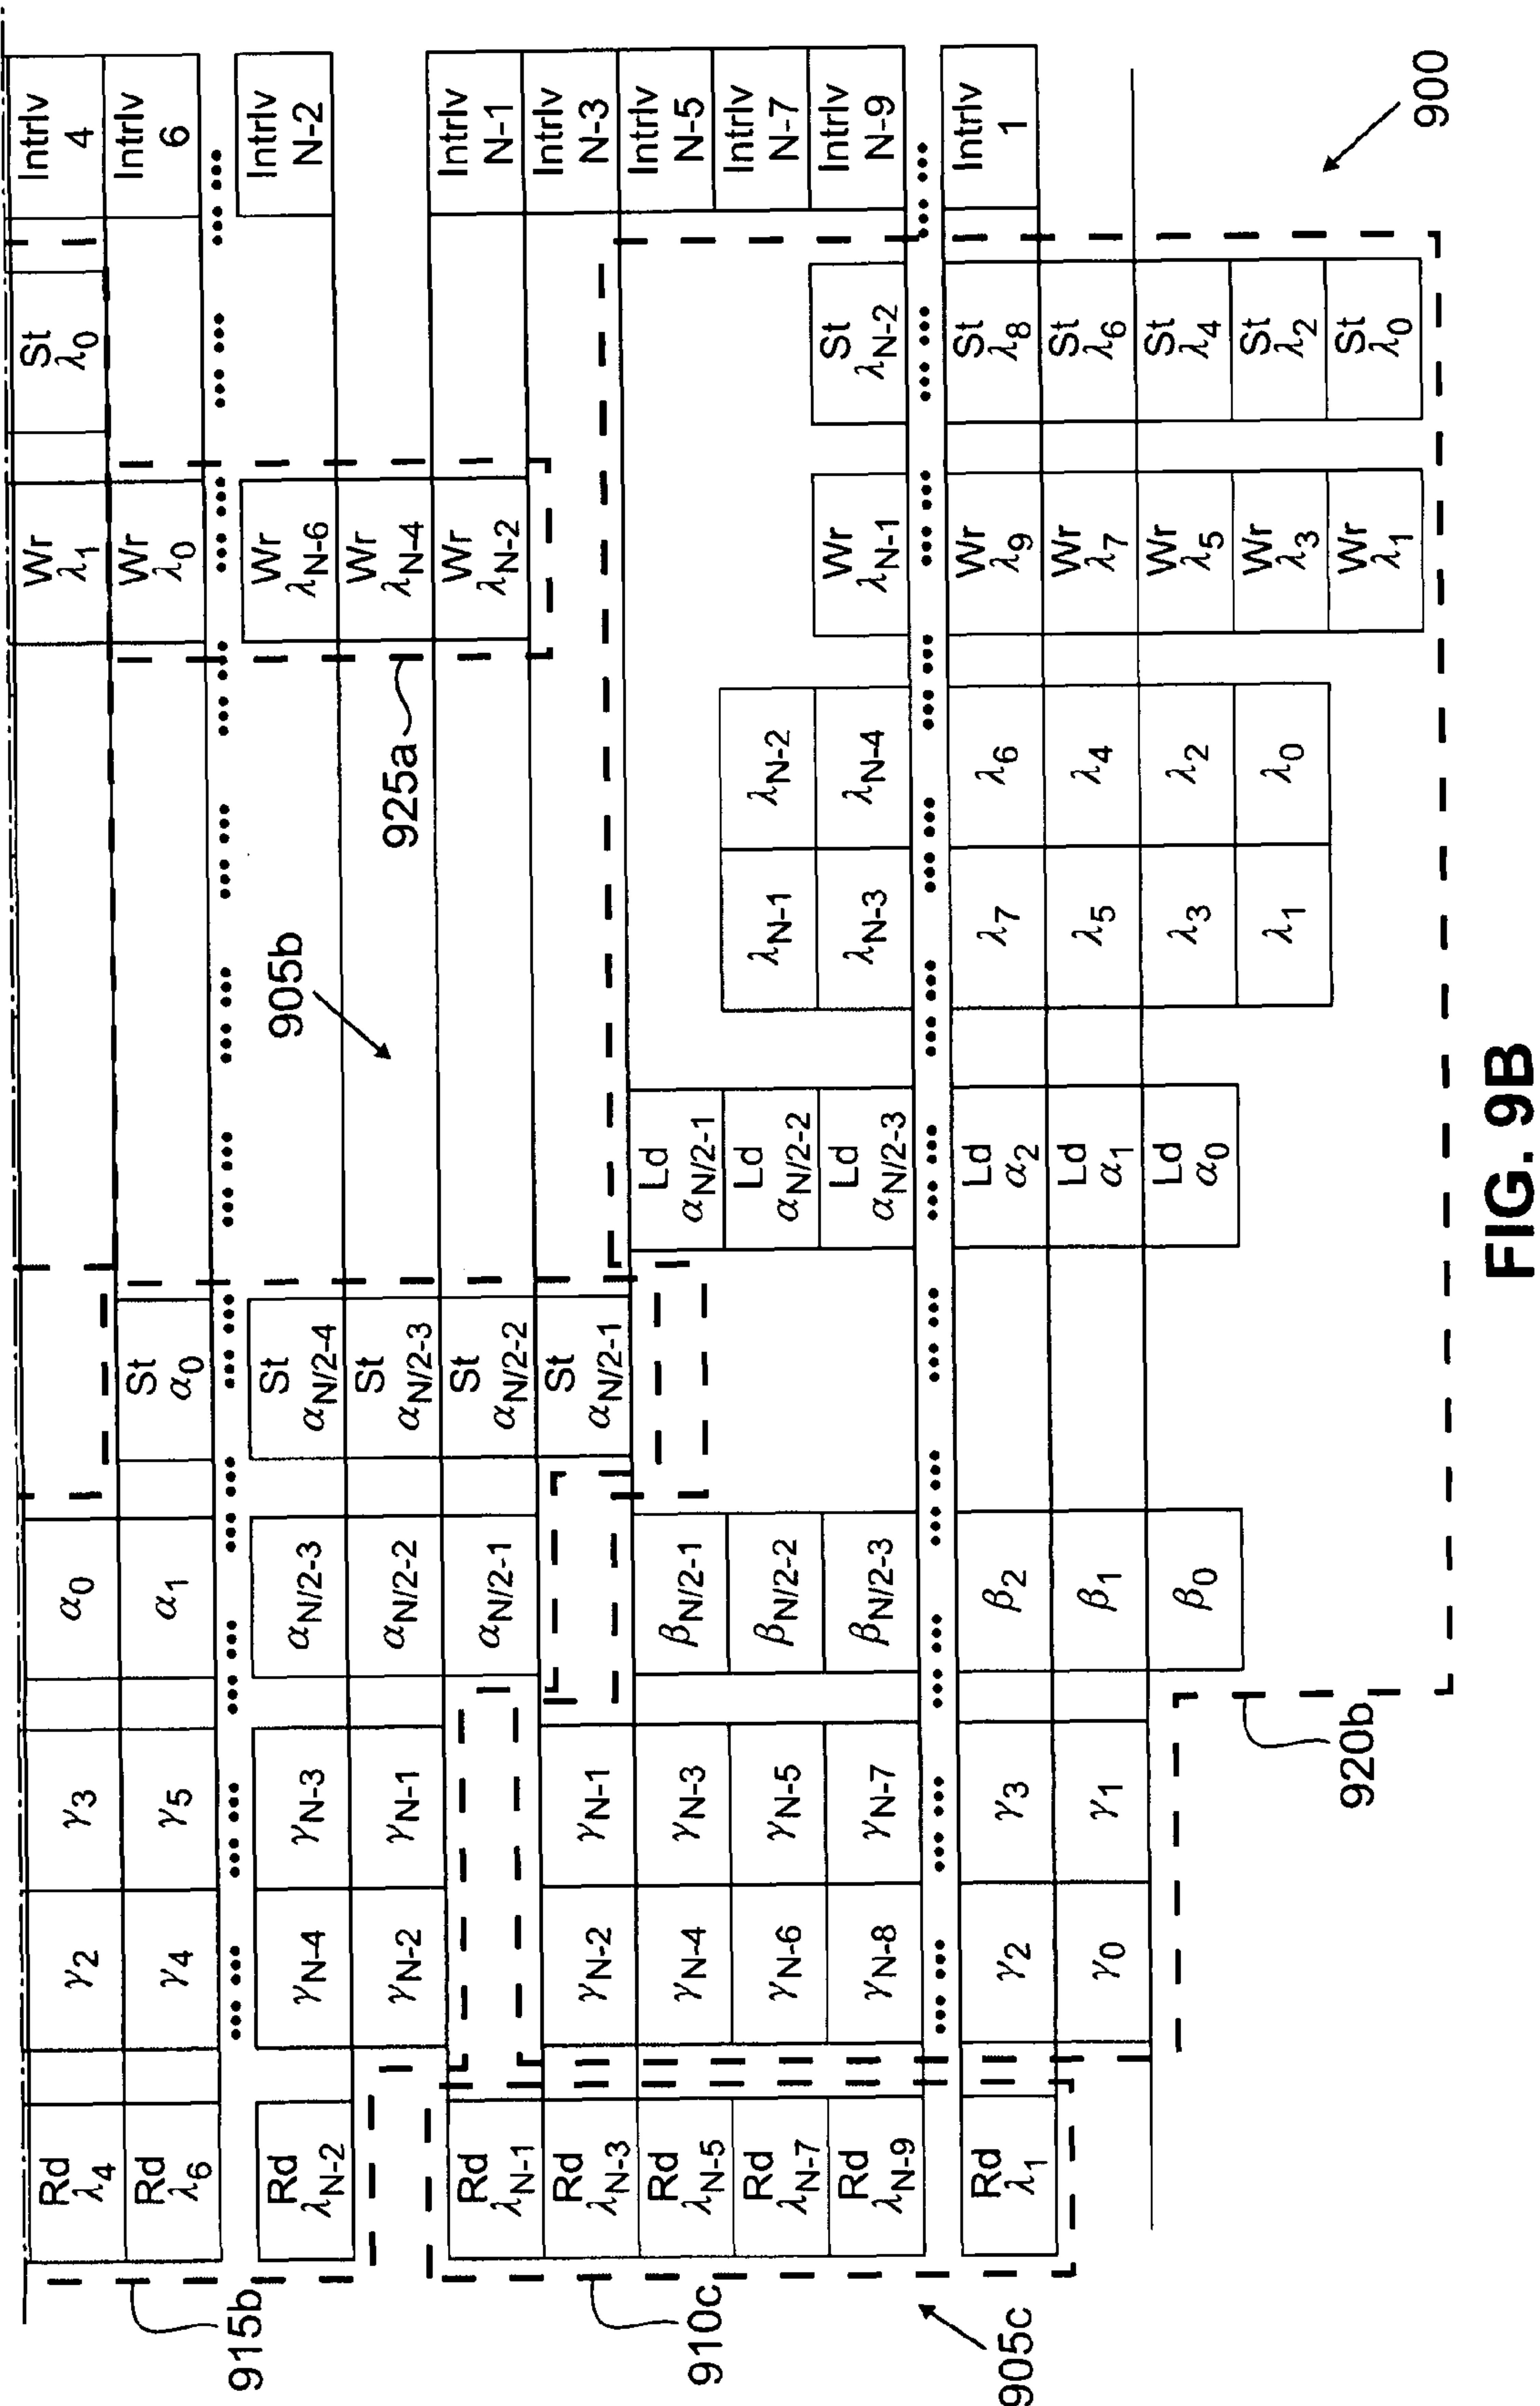 Rd λ4 γ2 γ3 α0 Wr λ1 St λ0 Intrlv 4
Rd λ6 γ4 γ5 α1 St α0 Wr λ0 Intrlv 6
915b
905b
Rd λN-2 γN-4 γN-3 αN/2-3 St αN/2-4 Wr λN-6 Intrlv N-2
γN-2 γN-1 αN/2-2 St αN/2-3 Wr λN-4
925a
Rd λN-1 αN/2-1 St αN/2-2 Wr λN-2 Intrlv N-1
Rd λN-3 γN-2 γN-1 St αN/2-1 Intrlv N-3
Rd λN-5 γN-4 γN-3 βN/2-1 Ld αN/2-1 Intrlv N-5
910c
Rd λN-7 γN-6 γN-5 βN/2-2 Ld αN/2-2 λN-1 λN-2 Intrlv N-7
Rd λN-9 γN-8 γN-7 βN/2-3 Ld αN/2-3 λN-3 λN-4 Wr λN-1 St λN-2 Intrlv N-9
Rd λ1 γ2 γ3 β2 Ld α2 λ7 λ6 Wr λ9 St λ8 Intrlv 1
905c
γ0 γ1 β1 Ld α1 λ5 λ4 Wr λ7 St λ6
β0 Ld α0 λ3 λ2 Wr λ5 St λ4
λ1 λ0 Wr λ3 St λ2
920b
Wr λ1 St λ0
900
FIG. 9B